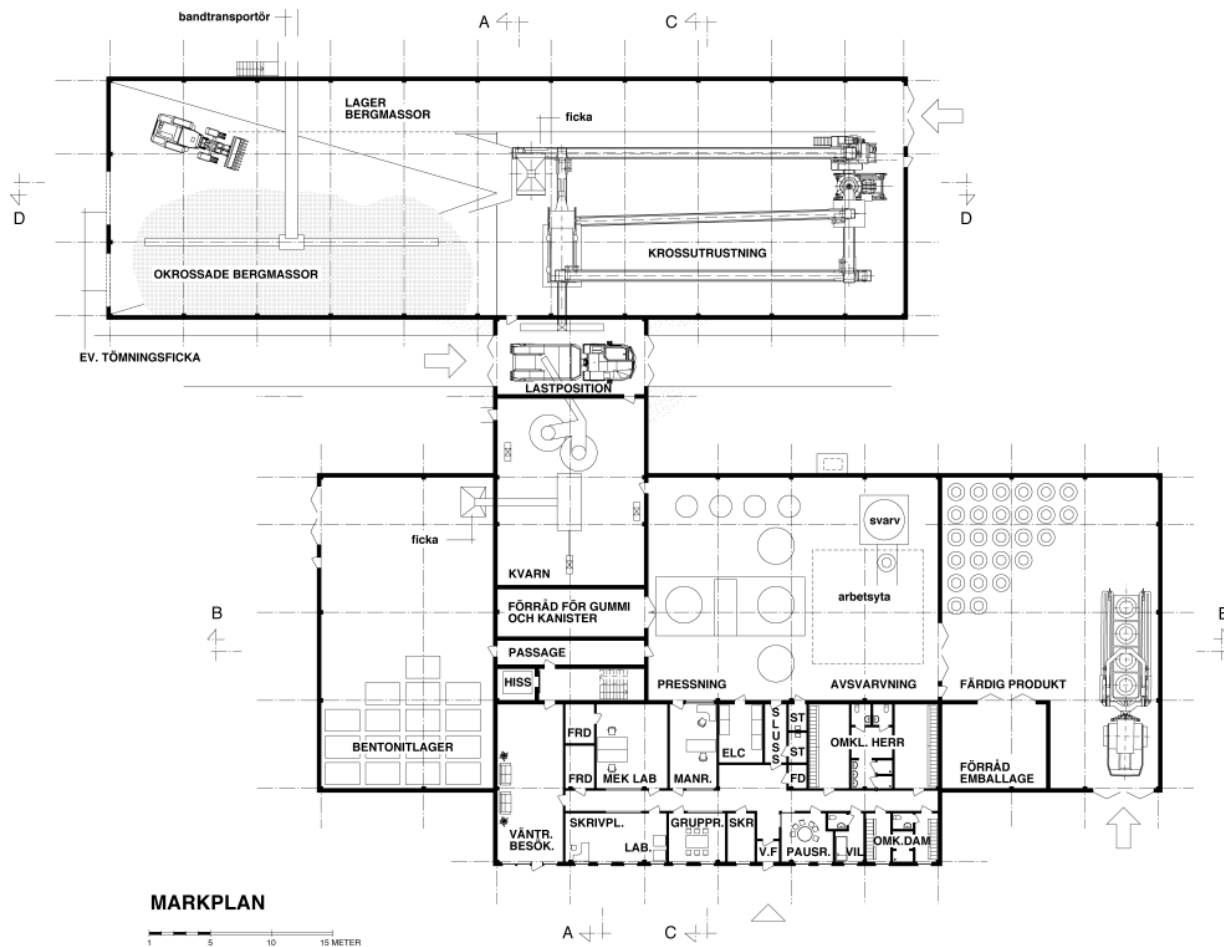 bandtransportör
A
C
LAGER
BERGMASSOR
ficka
D
D
KROSSUTRUSTNING
OKROSSADE BERGMASSOR
EV. TÖMNINGSFICKA
LASTPOSITION
svarv
ficka
KVARN
arbetsyta
B
FÖRRÅD FÖR GUMMI
OCH KANISTER
PASSAGE
HISS
PRESSNING
AVSVARVNING
FÄRDIG PRODUKT
BENTONITLAGER
FRD
FRD
MEK LAB
MANR.
ELC
SLUSS
ST
ST
FD
OMKL. HERR
FÖRRÅD
EMBALLAGE
VÄNTR.
BESÖK.
SKRIVPL.
LAB.
GRUPPR.
SKR
V.F
PAUSR.
VIL
OMK.DAM
MARKPLAN
1 5 10 15 METER
A
C